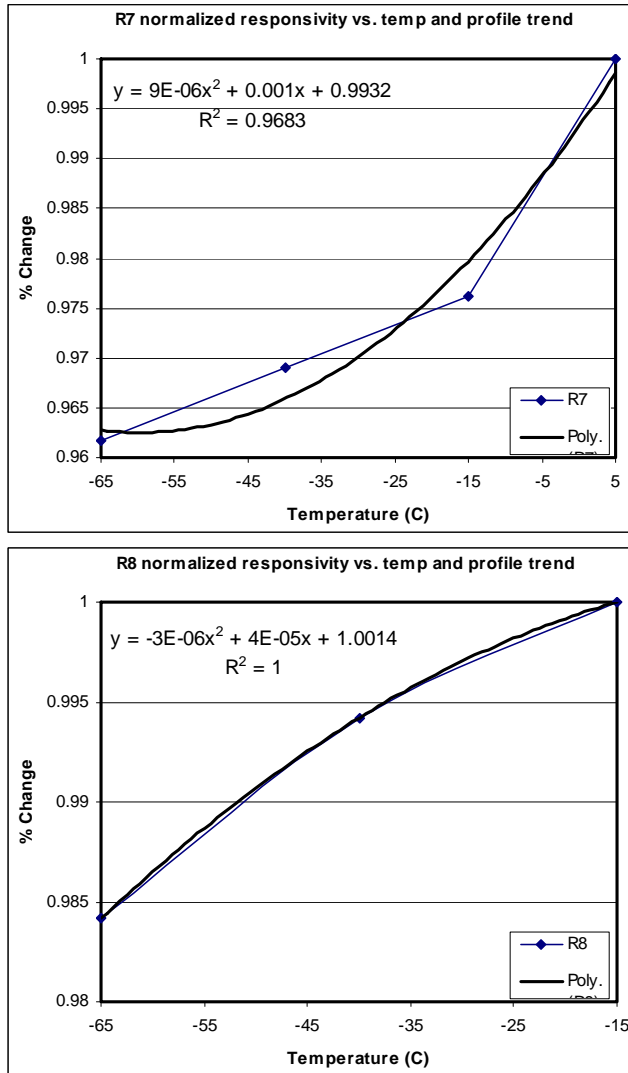 R7 normalized responsivity vs. temp and profile trend
1
0.995
0.99
0.985
0.98
0.975
0.97
0.965
0.96
y = 9E-06x² + 0.001x + 0.9932
R² = 0.9683
% Change
R7
Poly.
-65 -55 -45 -35 -25 -15 -5 5
Temperature (C)
R8 normalized responsivity vs. temp and profile trend
1
0.995
0.99
0.985
0.98
y = -3E-06x² + 4E-05x + 1.0014
R² = 1
% Change
R8
Poly.
-65 -55 -45 -35 -25 -15
Temperature (C)